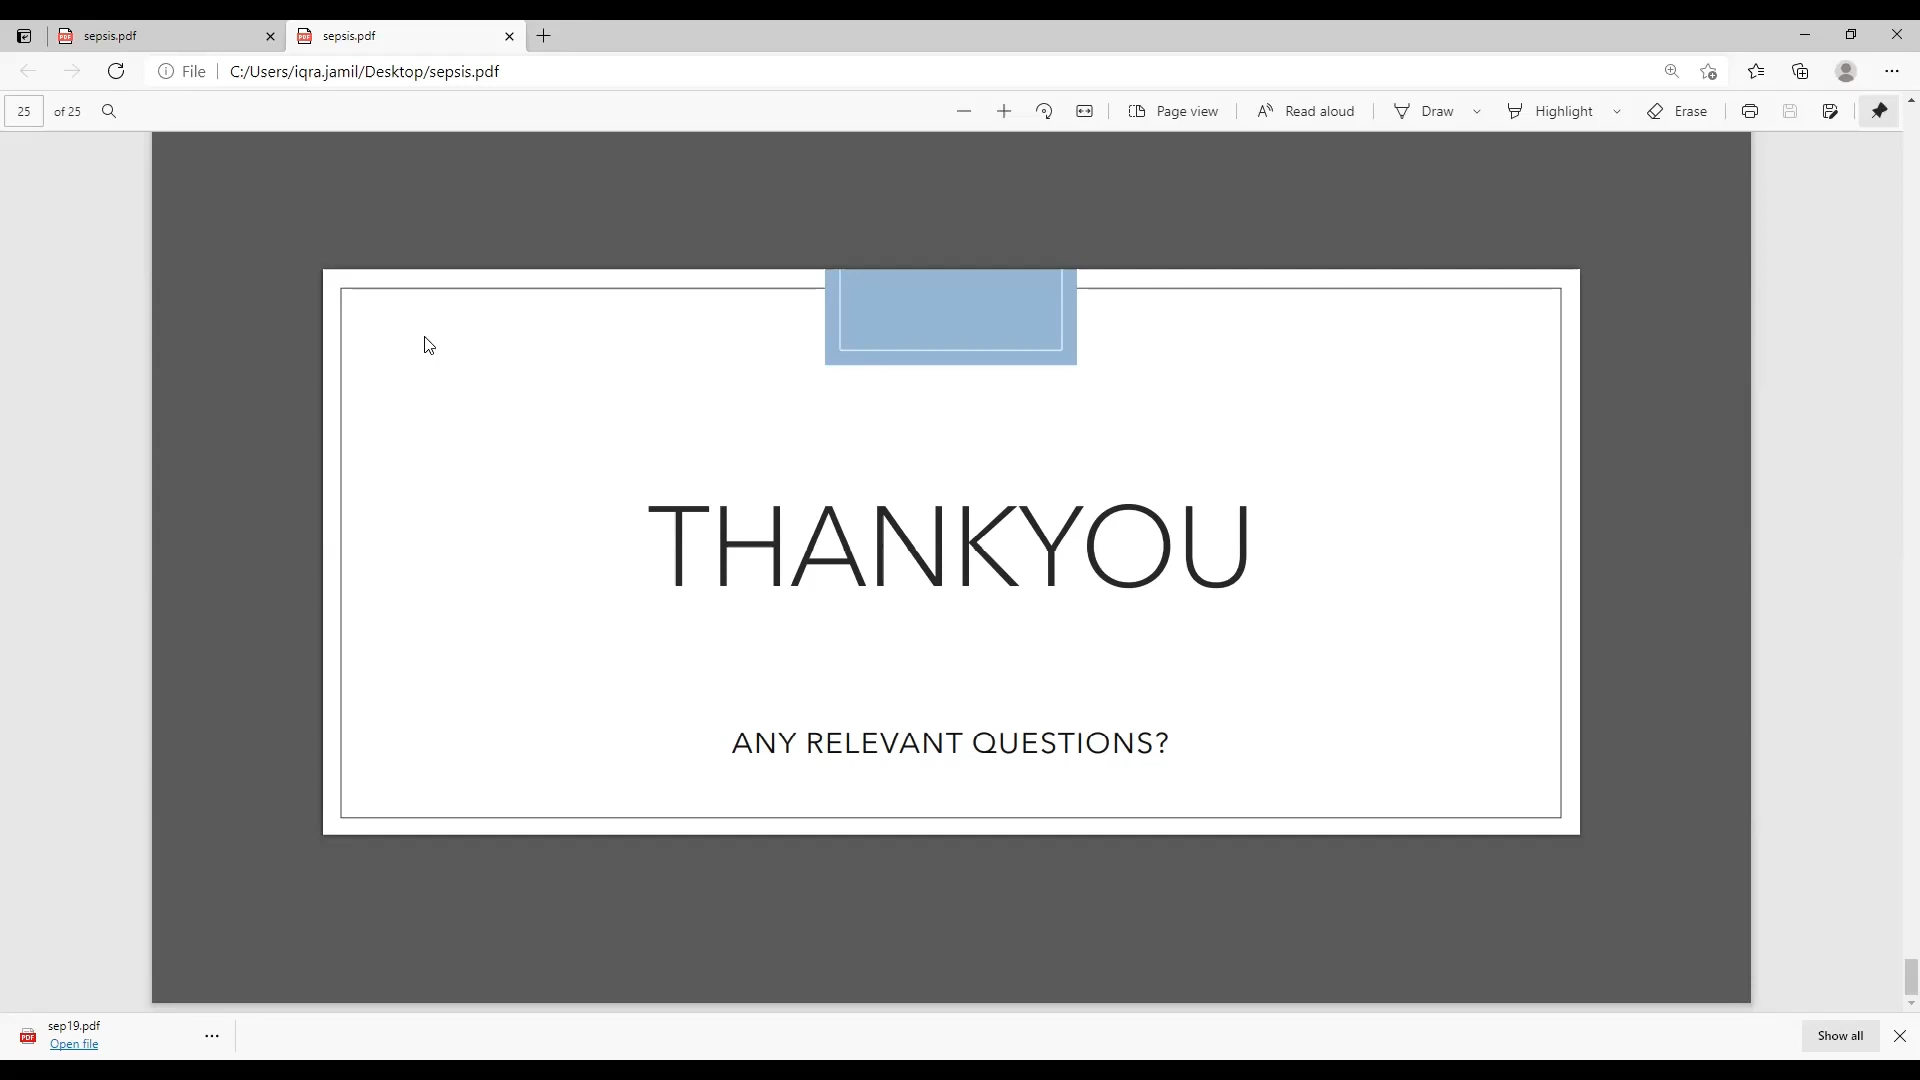 sepsis.pdf
sepsis.pdf
File
C:/Users/iqra.jamil/Desktop/sepsis.pdf
25 of 25
Page view
Read aloud
Draw
Highlight
Erase
THANKYOU
ANY RELEVANT QUESTIONS?
sep19.pdf
Open file
Show all